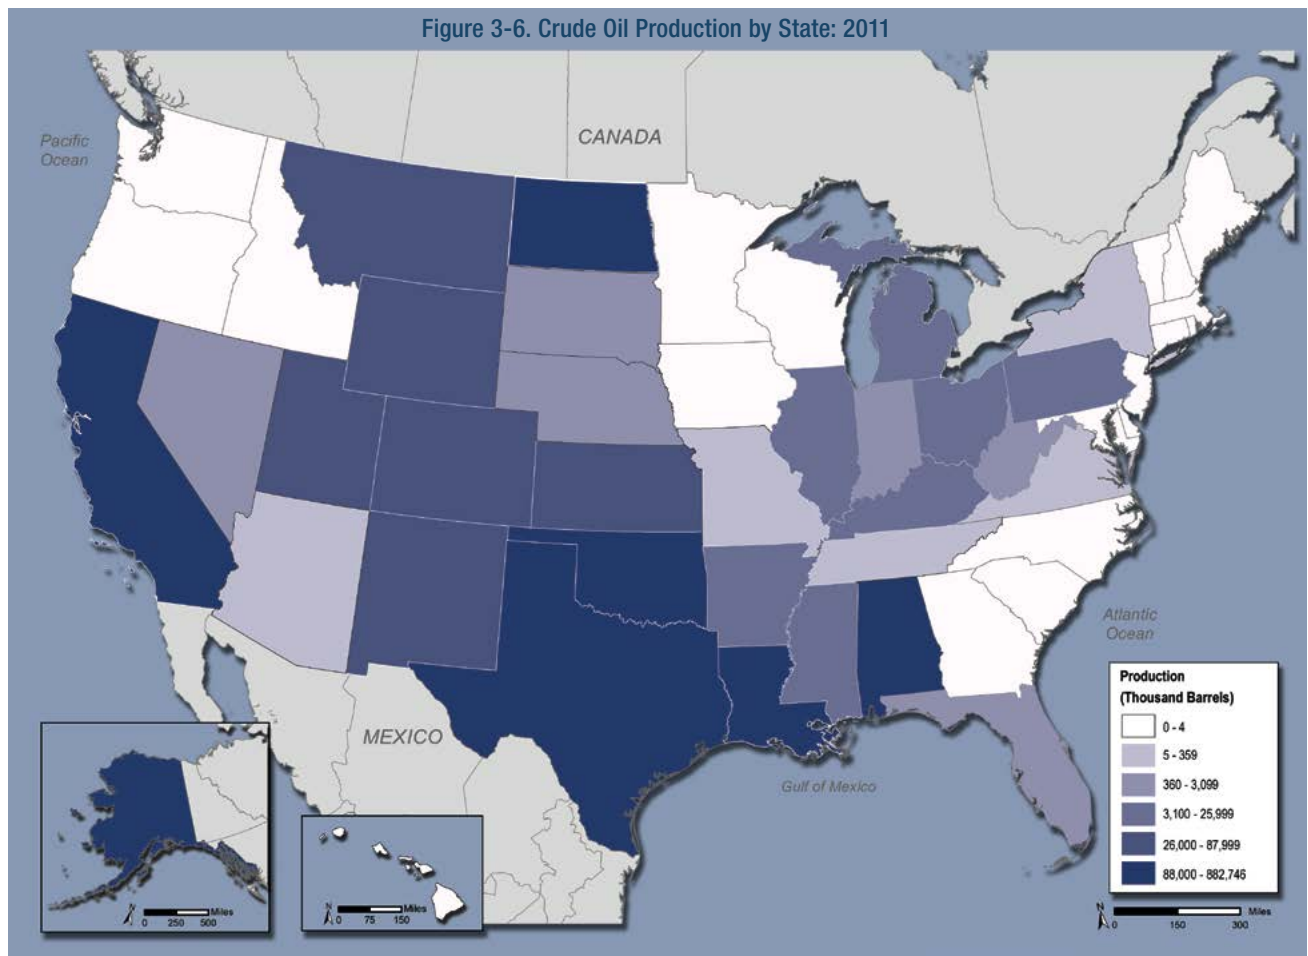 Figure 3-6. Crude Oil Production by State: 2011
Pacific
Ocean
CANADA
Atlantic
Ocean
MEXICO
Gulf of Mexico
Production
(Thousand Barrels)
0 - 4
5 - 359
360 - 3,099
3,100 - 25,999
26,000 - 87,999
88,000 - 882,746
N
Miles
0 250 500
N
Miles
0 75 150
N
Miles
0 150 300